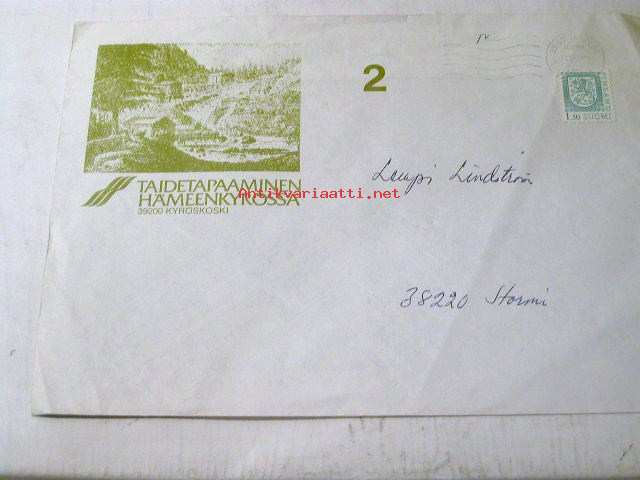 2
1,30 SUOMI
TAIDETAPAAMINEN
HÄMEENKYRÖSSÄ
39200 KYRÖSKOSKI
Antikvariaatti.net
Lempi Lindström
38220 Stormi